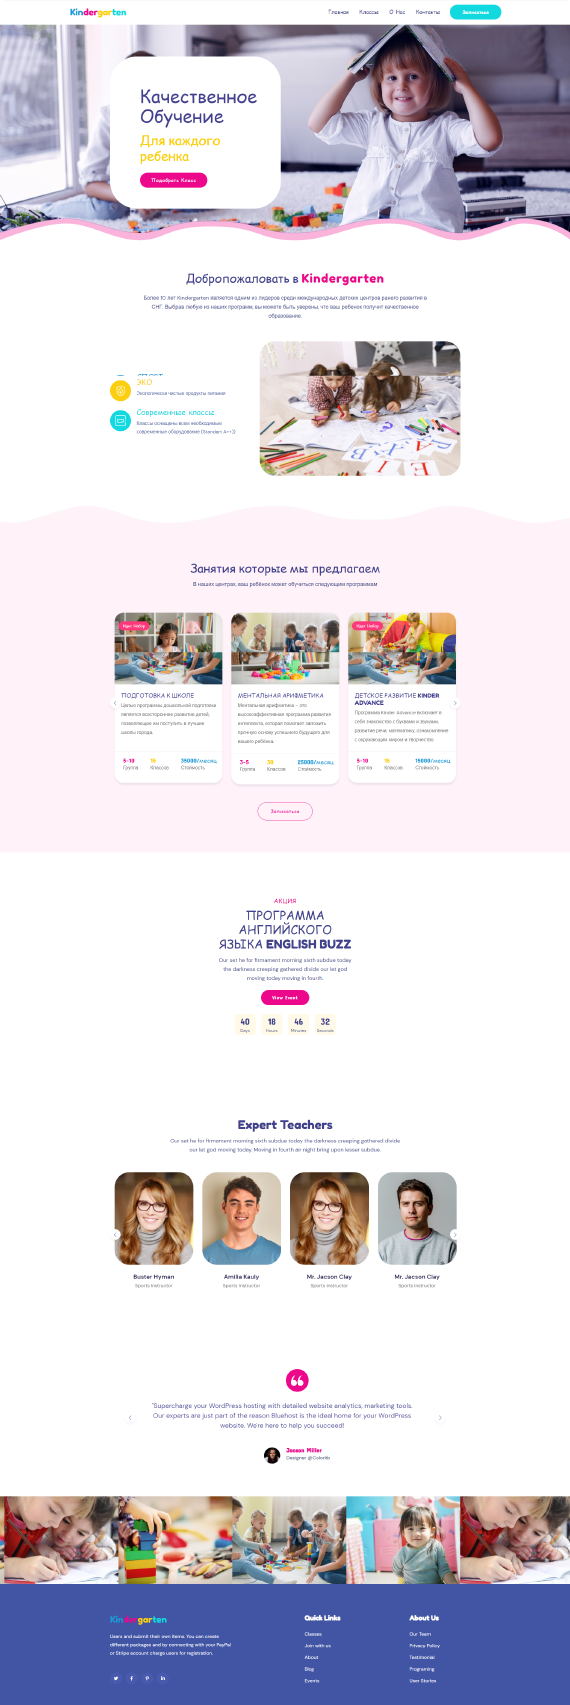 Kindergarten
Главная Классы О Нас Контакты Записаться
Качественное
Обучение
Для каждого
ребенка
Подобрать Класс
Добропожаловать в Kindergarten
Более 10 лет Kindergarten является одним из лидеров среди международных детских центров раннего развития в
СНГ. Выбрав любую из наших программ, вы можете быть уверены, что ваш ребенок получит качественное
образование.
ЭКО
Экологически чистые продукты питания
Современные классы
Классы оснащены всем необходимым
современным оборудованием (Standart A++))
Занятия которые мы предлагаем
В наших центрах, ваш ребёнок может обучиться следующим программам
Идет Набор
ПОДГОТОВКА К ШКОЛЕ
Целью программы дошкольной подготовки
является всестороннее развитие детей,
позволяющее им поступить в лучшие
школы города.
5-10 15 35000/месяц
Группа Классов Стоимость
МЕНТАЛЬНАЯ АРИФМЕТИКА
Ментальная арифметика – это
высокоэффективная программа развития
интеллекта, которая помогает заложить
прочную основу успешного будущего для
вашего ребенка.
3-5 30 25000/месяц
Группа Классов Стоимость
Идет Набор
ДЕТСКОЕ РАЗВИТИЕ KINDER
ADVANCE
Программа Kinder Advance включает в
себя знакомство с буквами и звуками,
развитие речи, математику, ознакомление
с окружающим миром и творчество.
5-10 15 15000/месяц
Группа Классов Стоимость
Записаться
АКЦИЯ
ПРОГРАММА
АНГЛИЙСКОГО
ЯЗЫКА ENGLISH BUZZ
Our set he for firmament morning sixth subdue today
the darkness creeping gathered divide our let god
moving today moving in fourth.
View Event
40 18 46 32
Days Hours Minutes Seconds
Expert Teachers
Our set he for firmament morning sixth subdue today the darkness creeping gathered divide
our let god moving today. Moving in fourth air night bring upon lesser subdue.
Buster Hyman
Sports Instructor
Amilia Kauly
Sports Instructor
Mr. Jacson Clay
Sports Instructor
Mr. Jacson Clay
Sports Instructor
"Supercharge your WordPress hosting with detailed website analytics, marketing tools.
Our experts are just part of the reason Bluehost is the ideal home for your WordPress
website. We're here to help you succeed!
Jacson Miller
Designer @Colorlib
Kindergarten
Users and submit their own items. You can create
different packages and by connecting with your PayPal
or Stripe account charge users for registration.
Quick Links
Classes
Join with us
About
Blog
Events
About Us
Our Team
Privacy Policy
Testimonial
Programing
User Stories